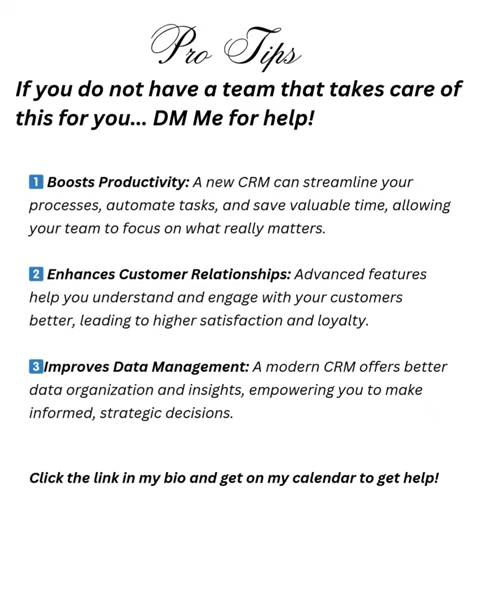 Pro Tips
If you do not have a team that takes care of
this for you... DM Me for help!
1 Boosts Productivity: A new CRM can streamline your
processes, automate tasks, and save valuable time, allowing
your team to focus on what really matters.
2 Enhances Customer Relationships: Advanced features
help you understand and engage with your customers
better, leading to higher satisfaction and loyalty.
3Improves Data Management: A modern CRM offers better
data organization and insights, empowering you to make
informed, strategic decisions.
Click the link in my bio and get on my calendar to get help!